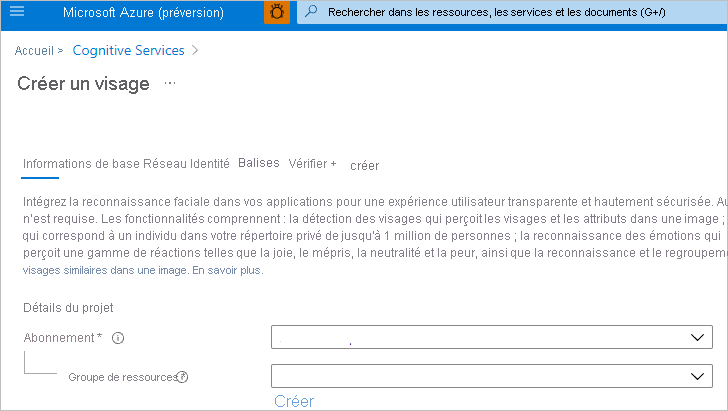 Microsoft Azure (préversion)
Rechercher dans les ressources, les services et les documents (G+/)
Accueil > Cognitive Services >
Créer un visage ...
Informations de base Réseau Identité Balises Vérifier + créer
Intégrez la reconnaissance faciale dans vos applications pour une expérience utilisateur transparente et hautement sécurisée. Au
n'est requise. Les fonctionnalités comprennent : la détection des visages qui perçoit les visages et les attributs dans une image ;
qui correspond à un individu dans votre répertoire privé de jusqu'à 1 million de personnes ; la reconnaissance des émotions qui
perçoit une gamme de réactions telles que la joie, le mépris, la neutralité et la peur, ainsi que la reconnaissance et le regroupeme
visages similaires dans une image. En savoir plus.
Détails du projet
Abonnement *
Groupe de ressources *
Créer